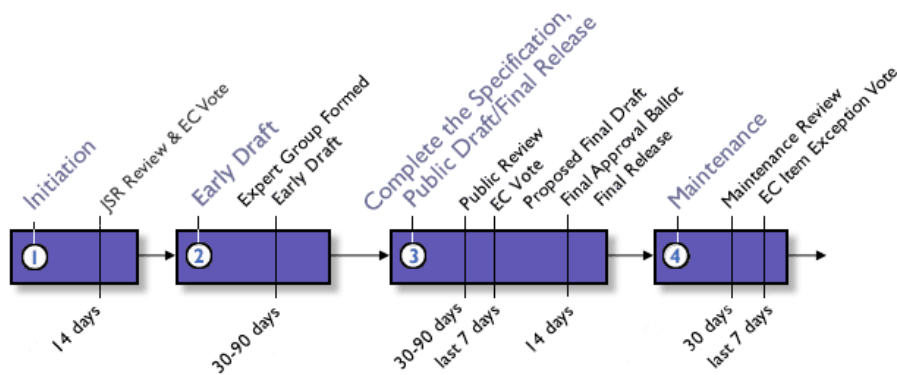 Initiation
JSR Review & EC Vote
Early Draft
Expert Group Formed
Early Draft
Complete the Specification,
Public Draft/Final Release
Public Review
EC Vote
Proposed Final Draft
Final Approval Ballot
Final Release
Maintenance
Maintenance Review
EC Item Exception Vote
1
2
3
4
14 days
30-90 days
30-90 days
last 7 days
14 days
30 days
last 7 days